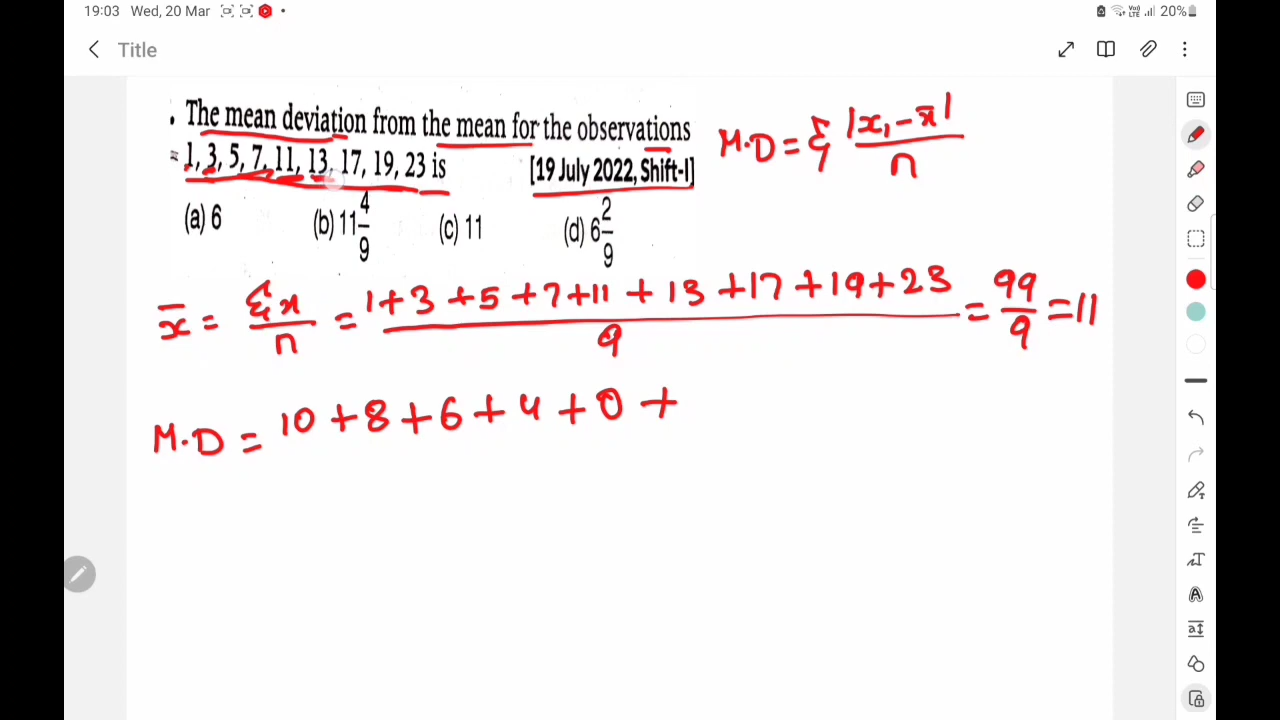 19:03 Wed, 20 Mar
20%
Title
. The mean deviation from the mean for the observations
= 1, 3, 5, 7, 11, 13, 17, 19, 23 is [19 July 2022, Shift-I]
(a) 6 (b) 11 4/9 (c) 11 (d) 6 2/9
M.D = Σ |x₁ - x̄| / n
x̄ = Σx / n = 1 + 3 + 5 + 7 + 11 + 13 + 17 + 19 + 23 / 9 = 99 / 9 = 11
M.D = 10 + 8 + 6 + 4 + 0 +